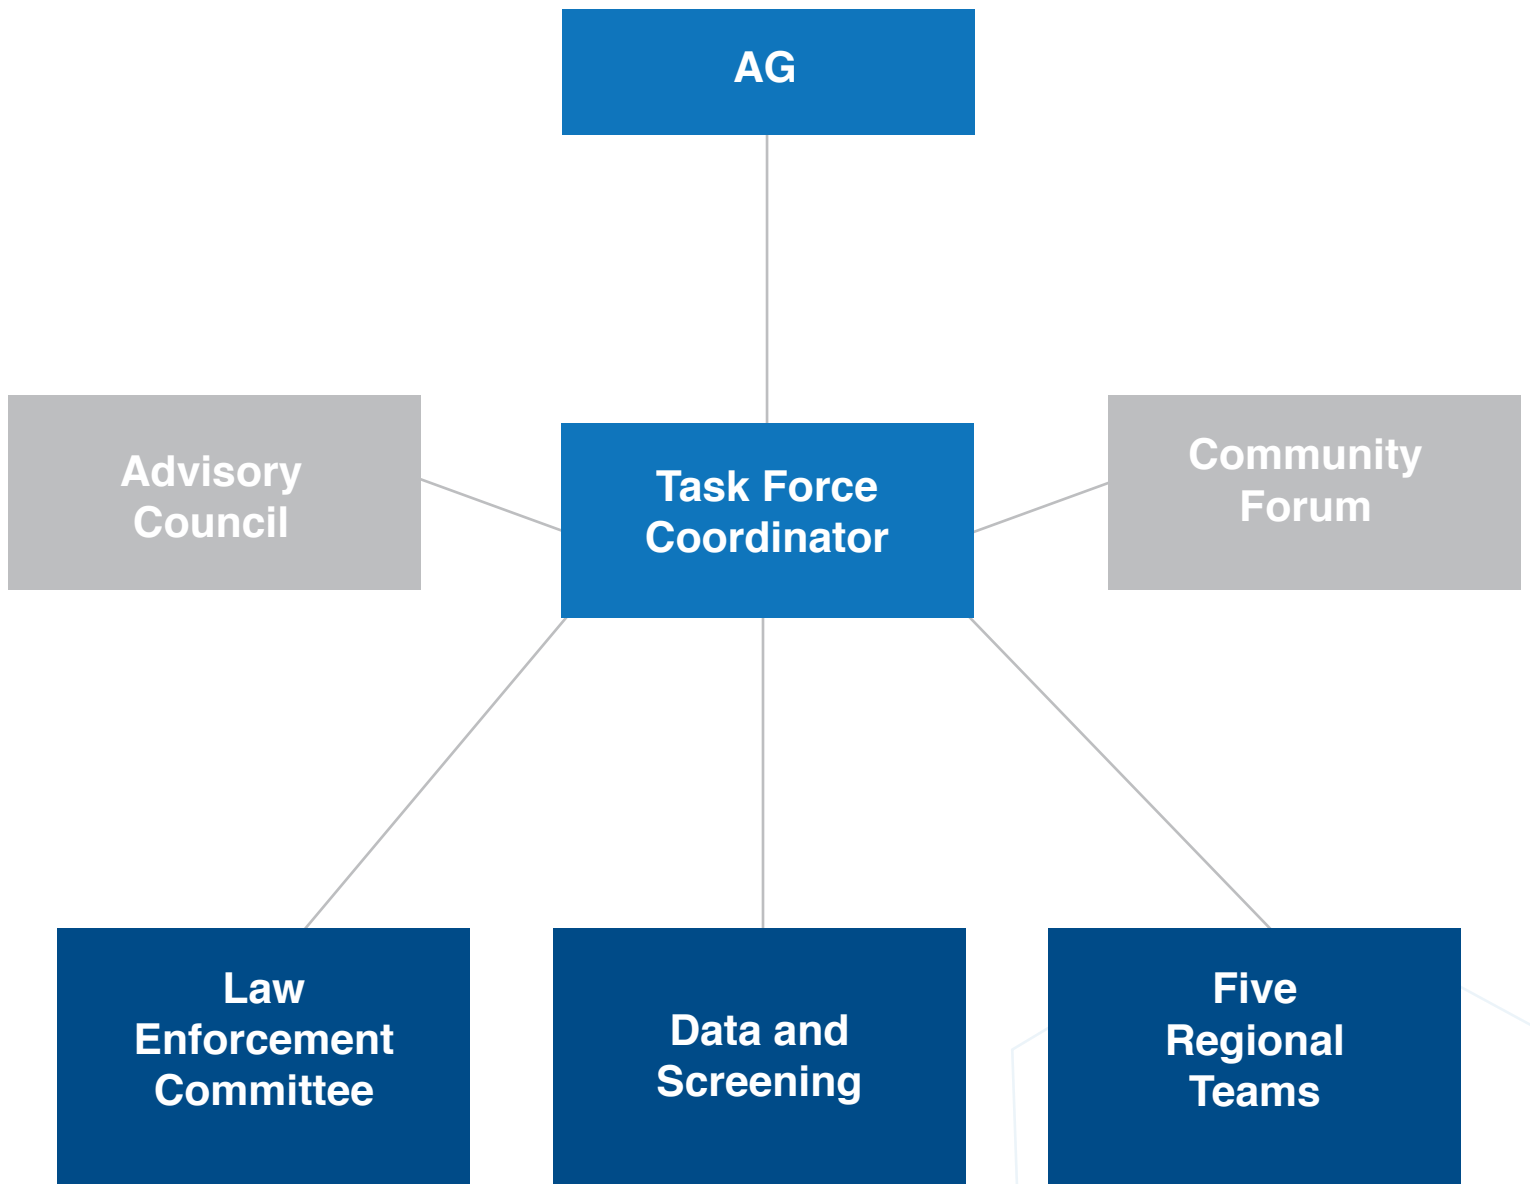 AG
Advisory
Council
Task Force
Coordinator
Community
Forum
Law
Enforcement
Committee
Data and
Screening
Five
Regional
Teams